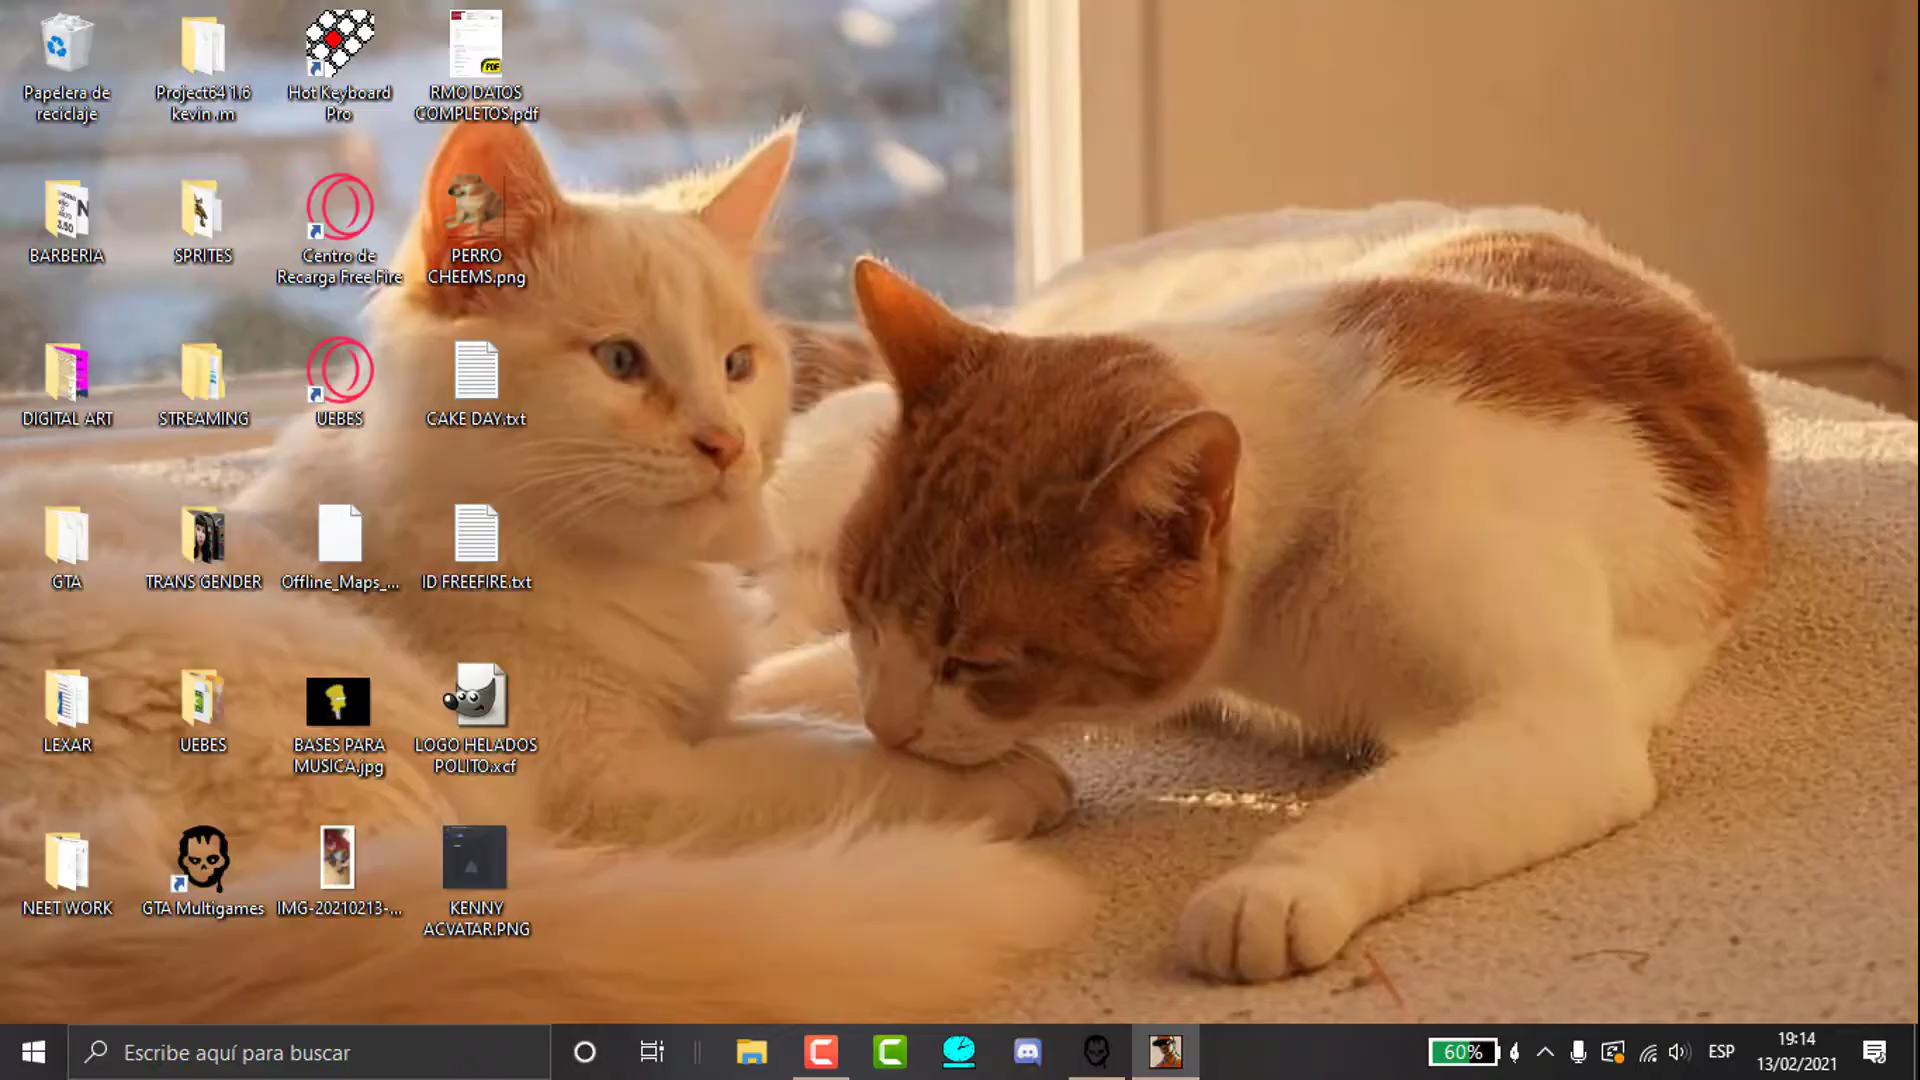 Papelera de
reciclaje
Project64 1.6
kevin .m
Hot Keyboard
Pro
RMO DATOS
COMPLETOS.pdf
BARBERIA
SPRITES
Centro de
Recarga Free Fire
PERRO
CHEEMS.png
DIGITAL ART
STREAMING
UEBES
CAKE DAY.txt
GTA
TRANS GENDER
Offline_Maps_...
ID FREEFIRE.txt
LEXAR
UEBES
BASES PARA
MUSICA.jpg
LOGO HELADOS
POLITO.xcf
NEET WORK
GTA Multigames
IMG-20210213-...
KENNY
ACVATAR.PNG
Escribe aquí para buscar
60%
ESP
19:14
13/02/2021